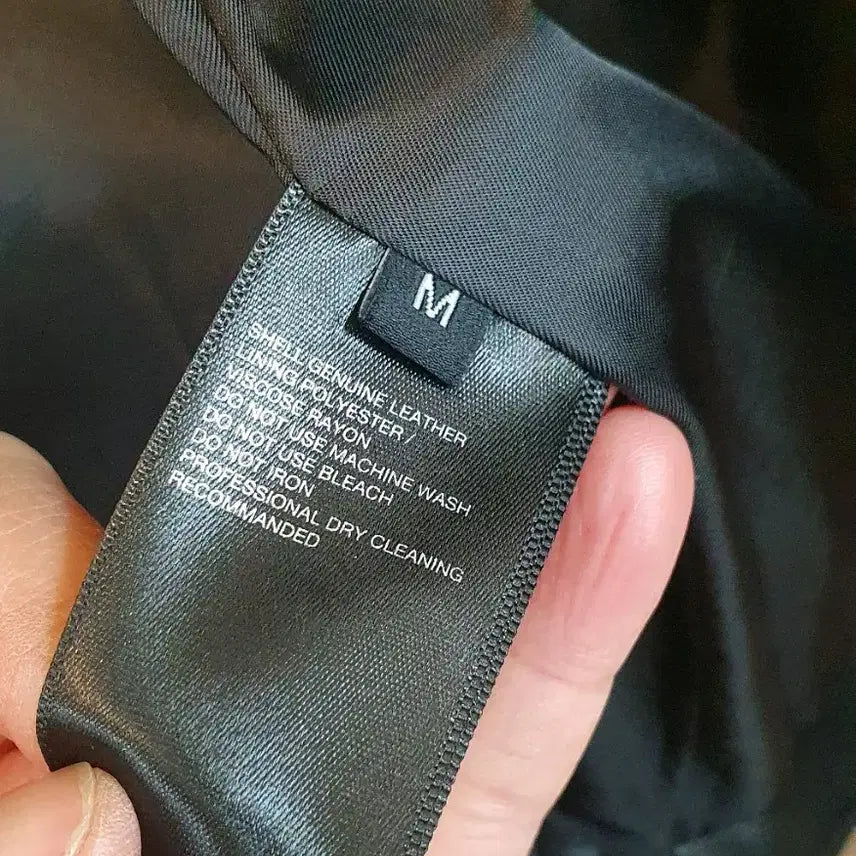 M
SHELL GENUINE LEATHER
LINING POLYESTER /
VISCOSE RAYON
DO NOT USE MACHINE WASH
DO NOT USE BLEACH
DO NOT IRON
PROFESSIONAL DRY CLEANING
RECOMMANDED